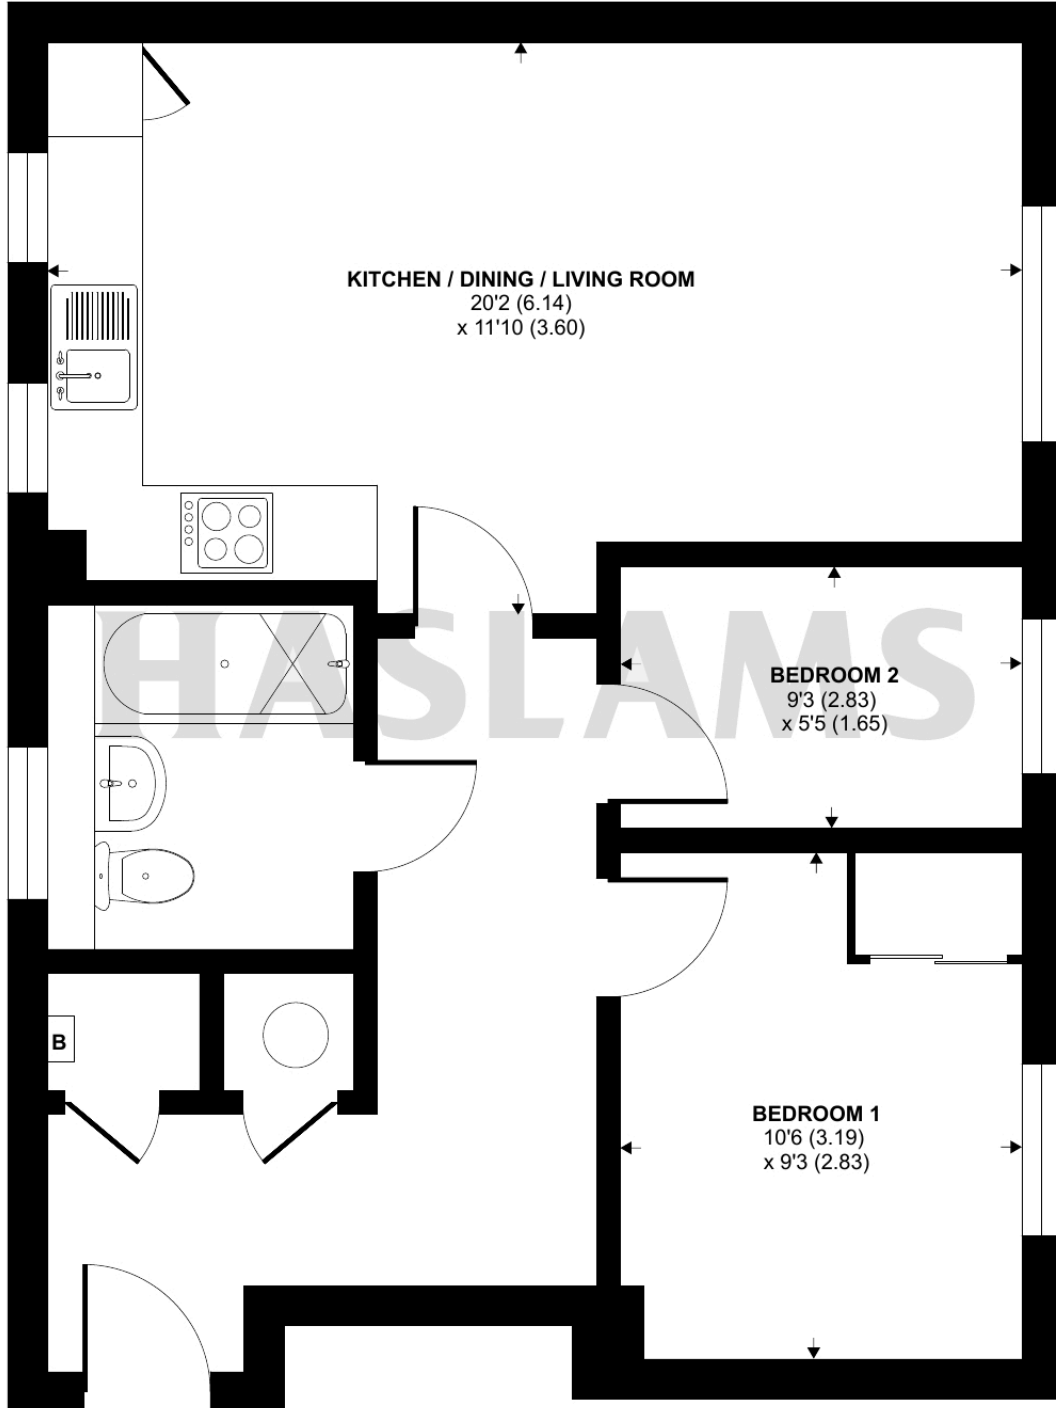 KITCHEN / DINING / LIVING ROOM
20'2 (6.14)
x 11'10 (3.60)
HASLAMS
BEDROOM 2
9'3 (2.83)
x 5'5 (1.65)
B
BEDROOM 1
10'6 (3.19)
x 9'3 (2.83)